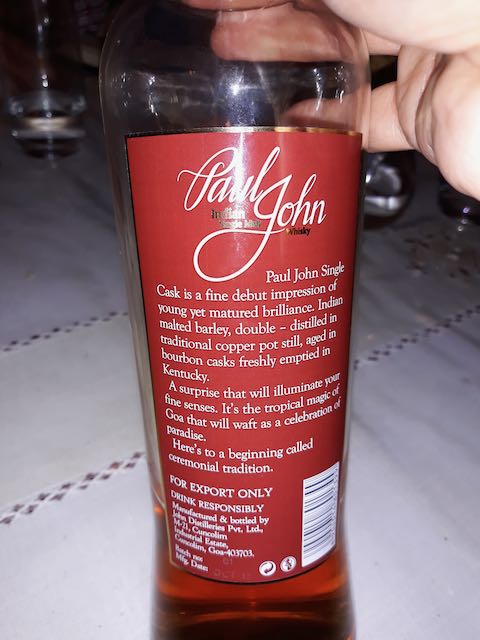 Paul John
Indian
Single Malt
Whisky
Paul John Single
Cask is a fine debut impression of
young yet matured brilliance. Indian
malted barley, double – distilled in
traditional copper pot still, aged in
bourbon casks freshly emptied in
Kentucky.
A surprise that will illuminate your
fine senses. It's the tropical magic of
Goa that will waft as a celebration of
paradise.
Here's to a beginning called
ceremonial tradition.
FOR EXPORT ONLY
DRINK RESPONSIBLY
Manufactured & bottled by
John Distilleries Pvt. Ltd.,
M-21, Cuncolim
Industrial Estate,
Cuncolim, Goa-403703.
Batch no: 01
Mfg. Date: OCT